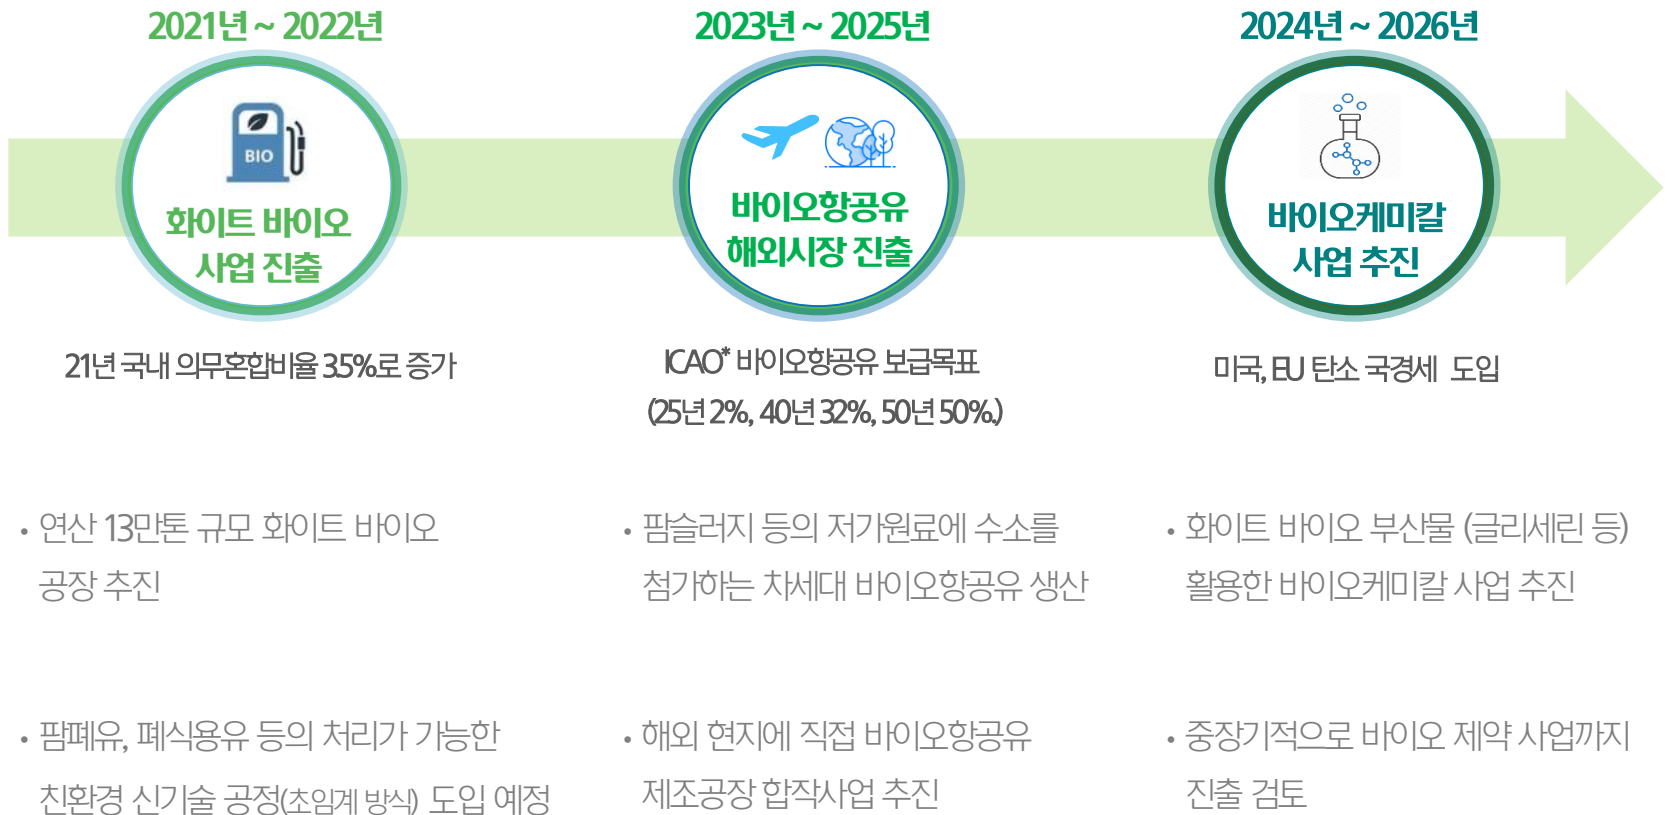 2021년 ~ 2022년
BIO
화이트 바이오
사업 진출
21년 국내 의무혼합비율 3.5%로 증가
• 연산 13만톤 규모 화이트 바이오
공장 추진
• 팜폐유, 폐식용유 등의 처리가 가능한
친환경 신기술 공정(초임계 방식) 도입 예정
2023년 ~ 2025년
바이오항공유
해외시장 진출
ICAO* 바이오항공유 보급목표
(25년 2%, 40년 32%, 50년 50%.)
• 팜슬러지 등의 저가원료에 수소를
첨가하는 차세대 바이오항공유 생산
• 해외 현지에 직접 바이오항공유
제조공장 합작사업 추진
2024년 ~ 2026년
바이오케미칼
사업 추진
미국, EU 탄소 국경세 도입
• 화이트 바이오 부산물 (글리세린 등)
활용한 바이오케미칼 사업 추진
• 중장기적으로 바이오 제약 사업까지
진출 검토